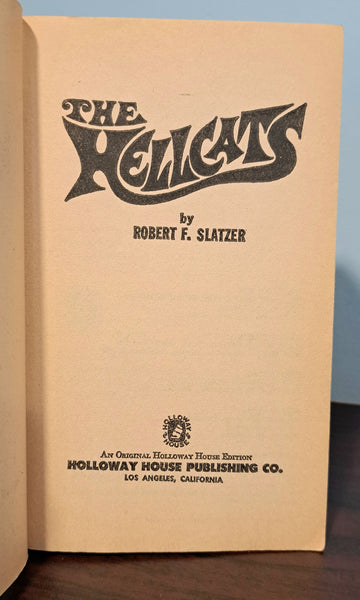 THE
HELLCATS
by
ROBERT F. SLATZER
HOLLOWAY
HOUSE
AN ORIGINAL HOLLOWAY HOUSE EDITION
HOLLOWAY HOUSE PUBLISHING CO.
LOS ANGELES, CALIFORNIA